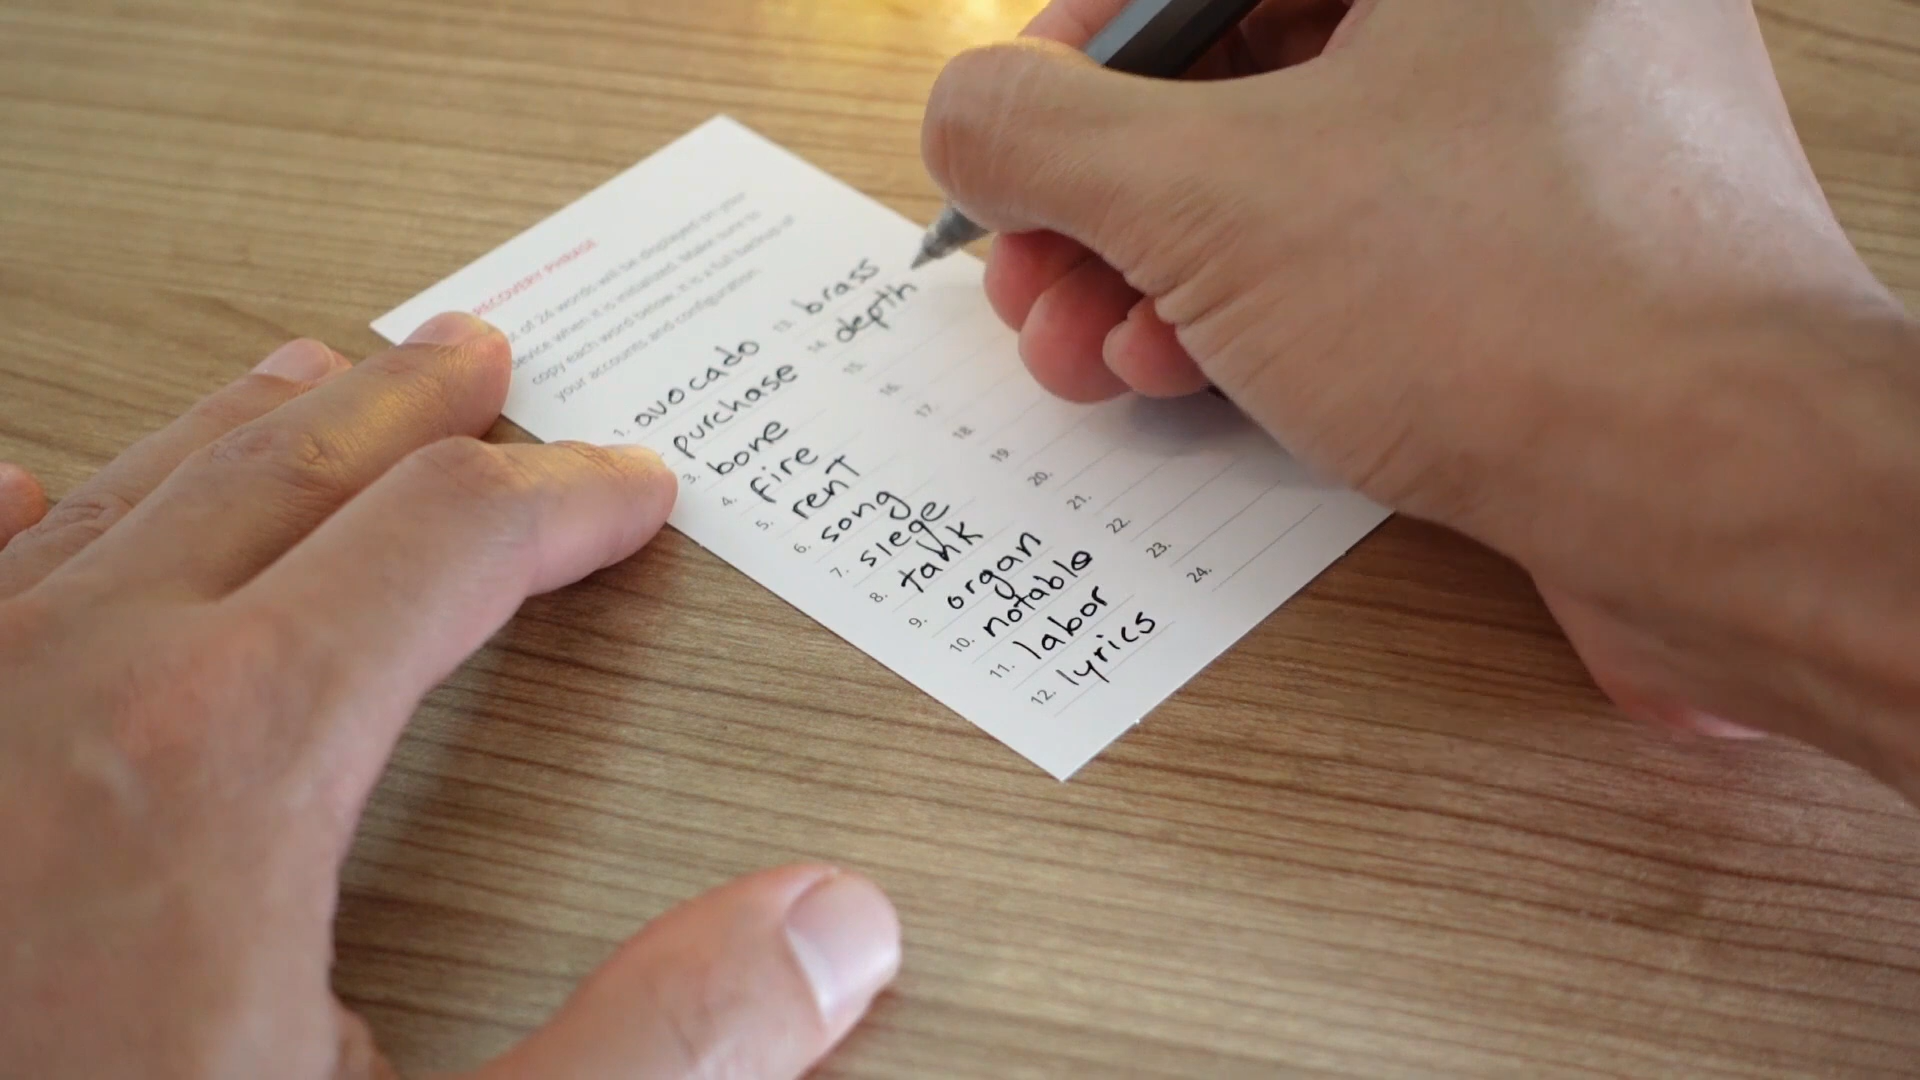 RECOVERY PHRASE
of 24 words will be displayed on your
device when it is initialized. Make sure to
copy each word below. It is a full backup of
your accounts and configuration.
1. avocado
purchase
3. bone
4. fire
5. rent
6. song
7. siege
8. tank
9. organ
10. notable
11. labor
12. lyrics
13. brass
14. depth
15.
16.
17.
18.
19.
20.
21.
22.
23.
24.